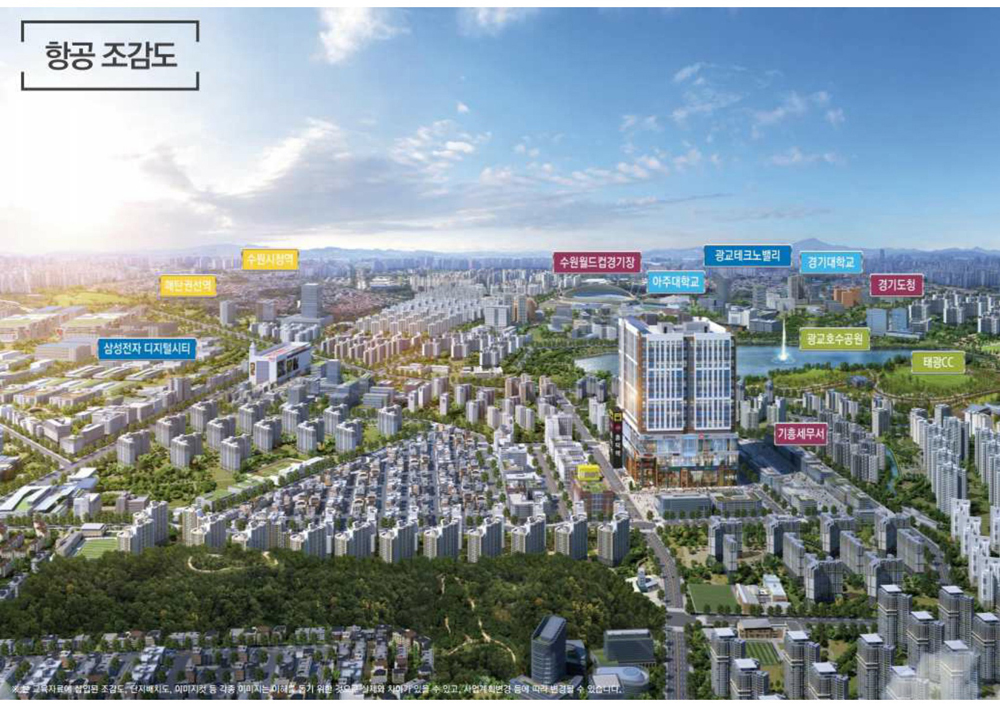 항공 조감도
수원시청역
매탄권선역
수원월드컵경기장
광교테크노밸리
경기대학교
아주대학교
경기도청
삼성전자 디지털시티
광교호수공원
태광CC
기흥세무서
※ 본 교육자료에 삽입된 조감도, 단지배치도, 이미지컷 등 각종 이미지는 이해를 돕기 위한 것으로 실제와 차이가 있을 수 있고, 사업계획변경 등에 따라 변경될 수 있습니다.